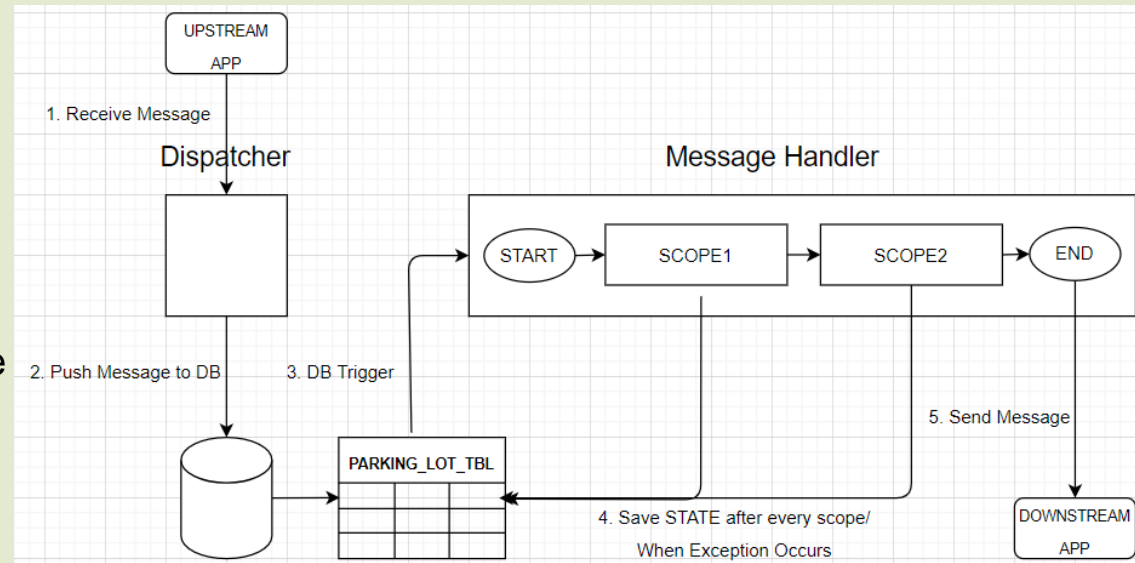 UPSTREAM
APP
1. Receive Message
Dispatcher
Message Handler
START
SCOPE1
SCOPE2
END
e
2. Push Message to DB
3. DB Trigger
5. Send Message
PARKING_LOT_TBL
4. Save STATE after every scope/
When Exception Occurs
DOWNSTREAM
APP